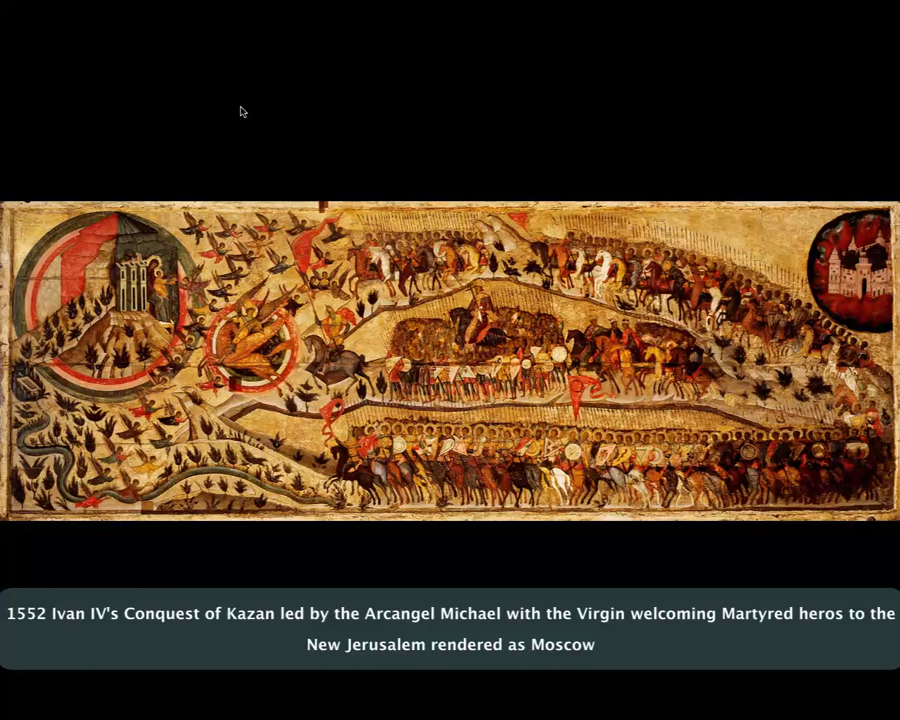 1552 Ivan IV's Conquest of Kazan led by the Arcangel Michael with the Virgin welcoming Martyred heros to the
New Jerusalem rendered as Moscow